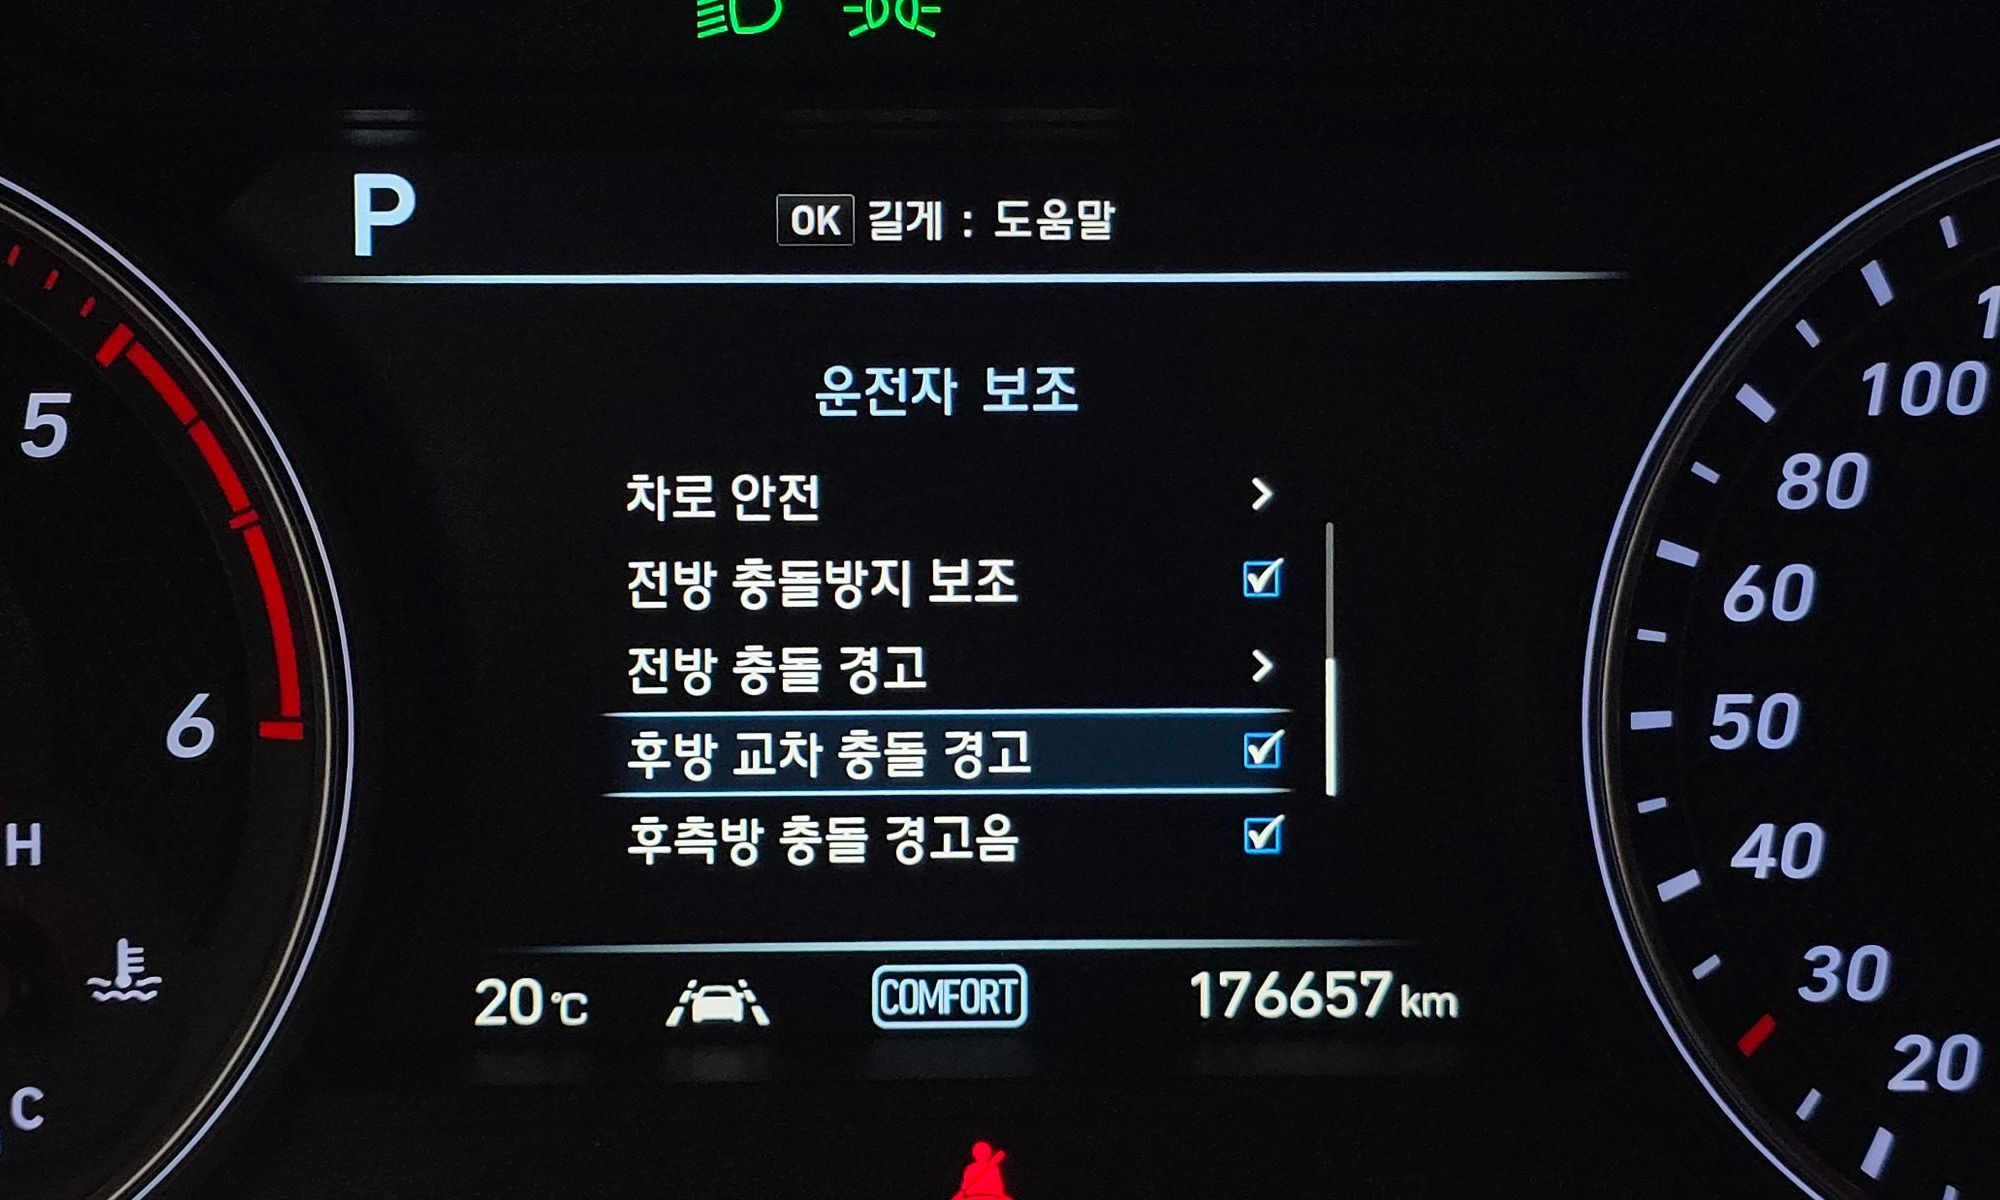 P
OK 길게 : 도움말
운전자 보조
차로 안전
전방 충돌방지 보조
전방 충돌 경고
후방 교차 충돌 경고
후측방 충돌 경고음
20℃
COMFORT
176657 km
5
6
H
C
100
80
60
50
40
30
20